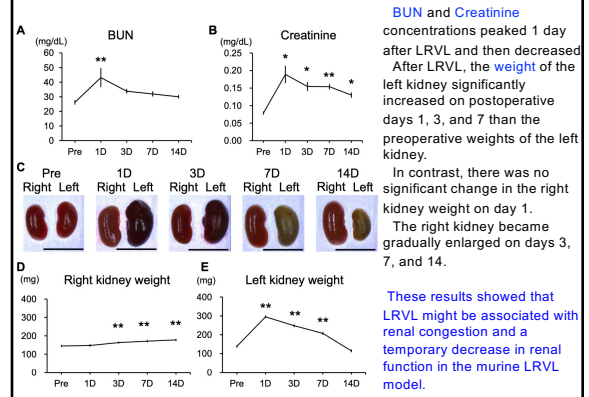 A
BUN
(mg/dL)
60
50
40
30
20
10
0
**
Pre 1D 3D 7D 14D
B
Creatinine
(mg/dL)
0.25
0.20
0.15
0.10
0.05
0.00
* * ** *
Pre 1D 3D 7D 14D
C
Pre 1D 3D 7D 14D
Right Left Right Left Right Left Right Left Right Left
D
Right kidney weight
(mg)
400
300
200
100
0
** ** **
Pre 1D 3D 7D 14D
E
Left kidney weight
(mg)
400
300
200
100
0
** ** **
Pre 1D 3D 7D 14D
BUN and Creatinine
concentrations peaked 1 day
after LRVL and then decreased
After LRVL, the weight of the
left kidney significantly
increased on postoperative
days 1, 3, and 7 than the
preoperative weights of the left
kidney.
In contrast, there was no
significant change in the right
kidney weight on day 1.
The right kidney became
gradually enlarged on days 3,
7, and 14.
These results showed that
LRVL might be associated with
renal congestion and a
temporary decrease in renal
function in the murine LRVL
model.